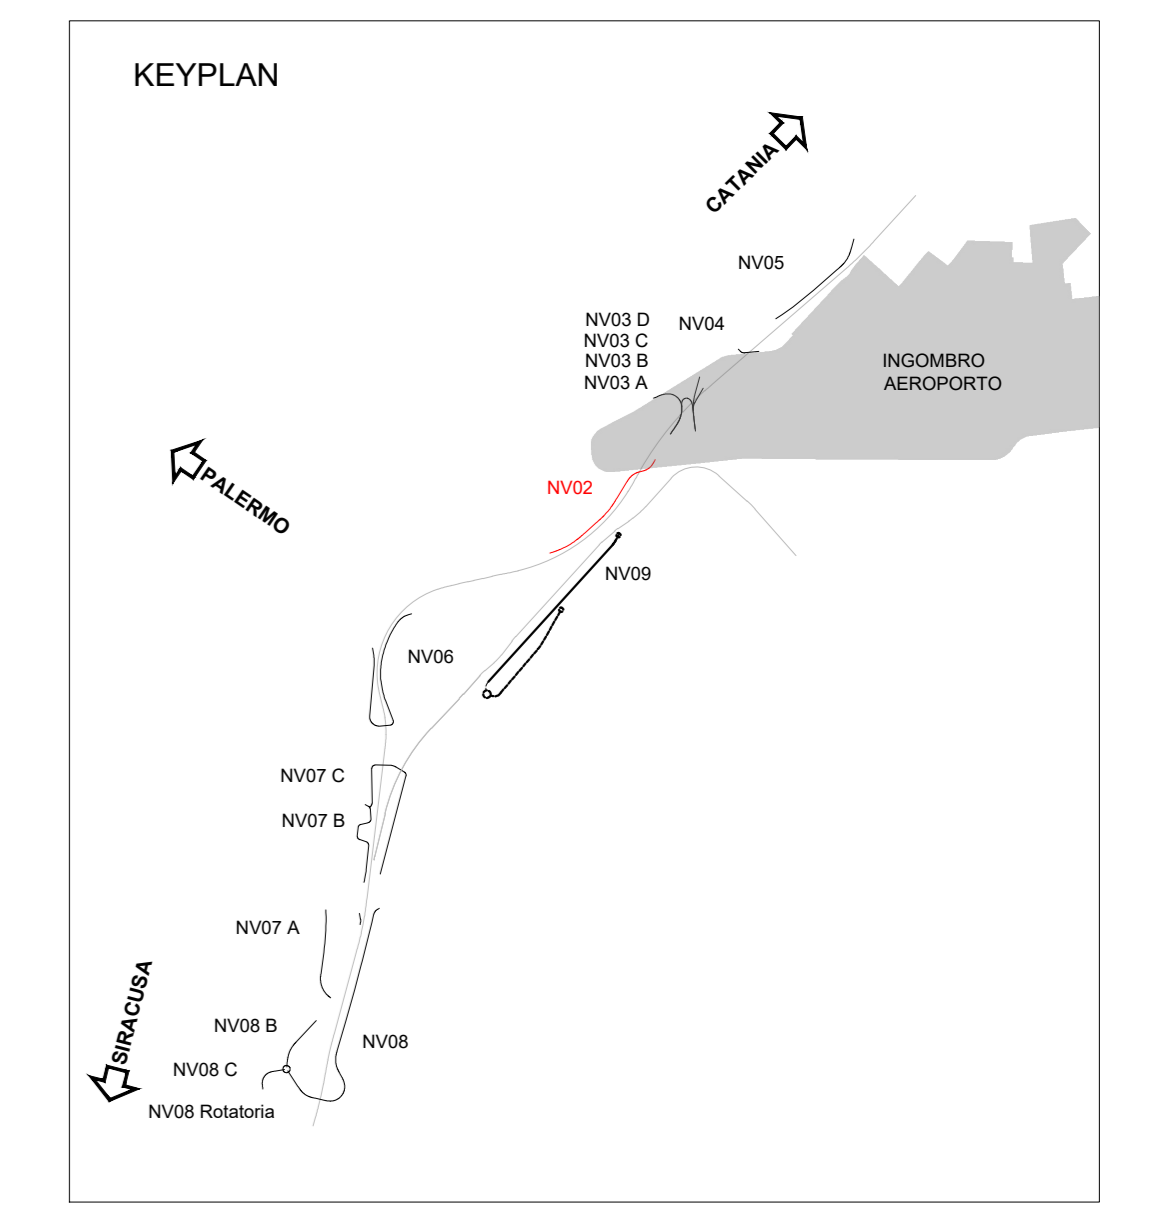 KEYPLAN
CATANIA
NV05
NV03 D
NV04
NV03 C
NV03 B
NV03 A
INGOMBRO
AEROPORTO
PALERMO
NV02
NV09
NV06
NV07 C
NV07 B
NV07 A
SIRACUSA
NV08 B
NV08
NV08 C
NV08 Rotatoria